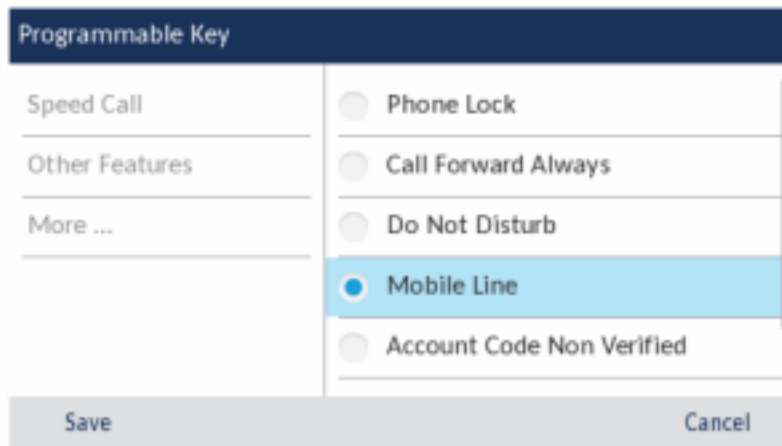 Programmable Key
Speed Call
Other Features
More ...
Phone Lock
Call Forward Always
Do Not Disturb
Mobile Line
Account Code Non Verified
Save
Cancel